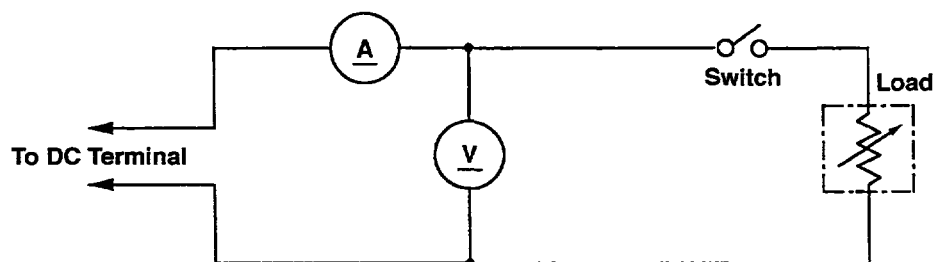 A
Switch
Load
V
To DC Terminal